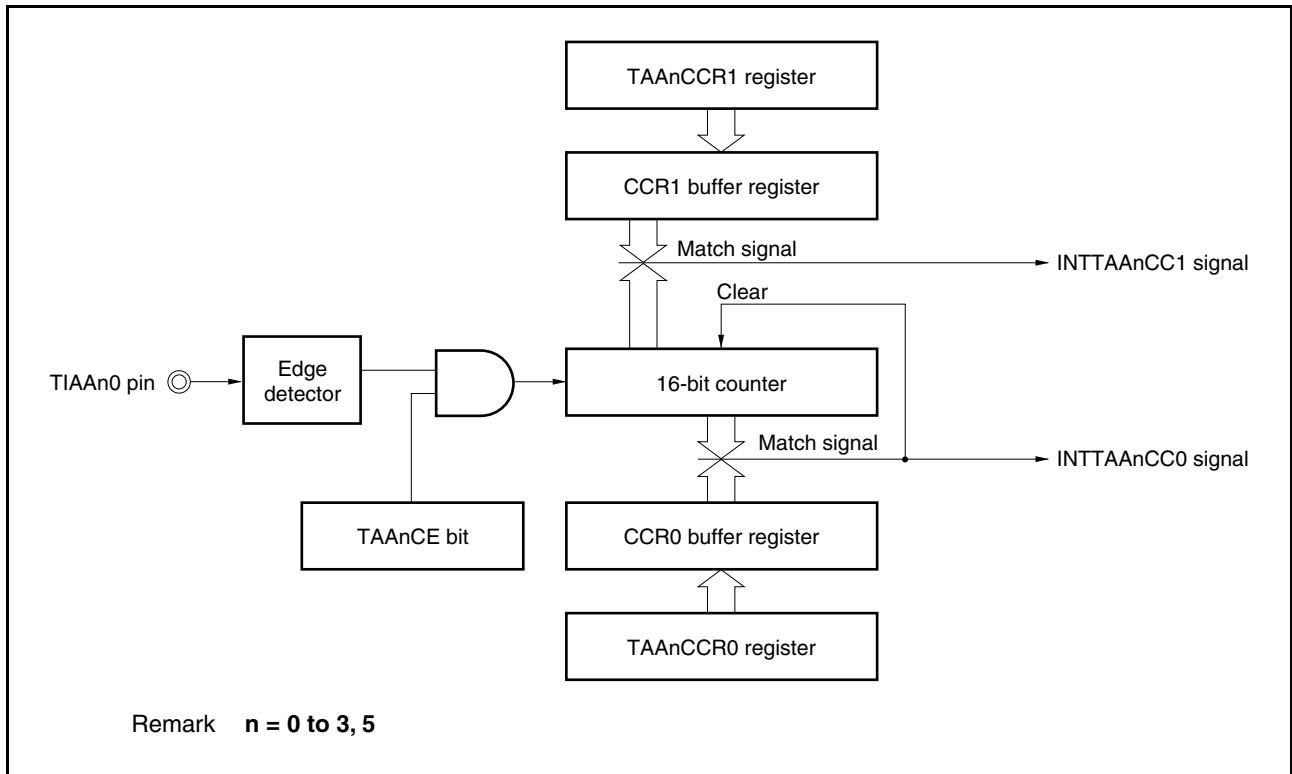 TAAnCCR1 register
CCR1 buffer register
Match signal
INTTAAnCC1 signal
Clear
TIAAn0 pin
Edge
detector
16-bit counter
Match signal
INTTAAnCC0 signal
TAAnCE bit
CCR0 buffer register
TAAnCCR0 register
Remark n = 0 to 3, 5